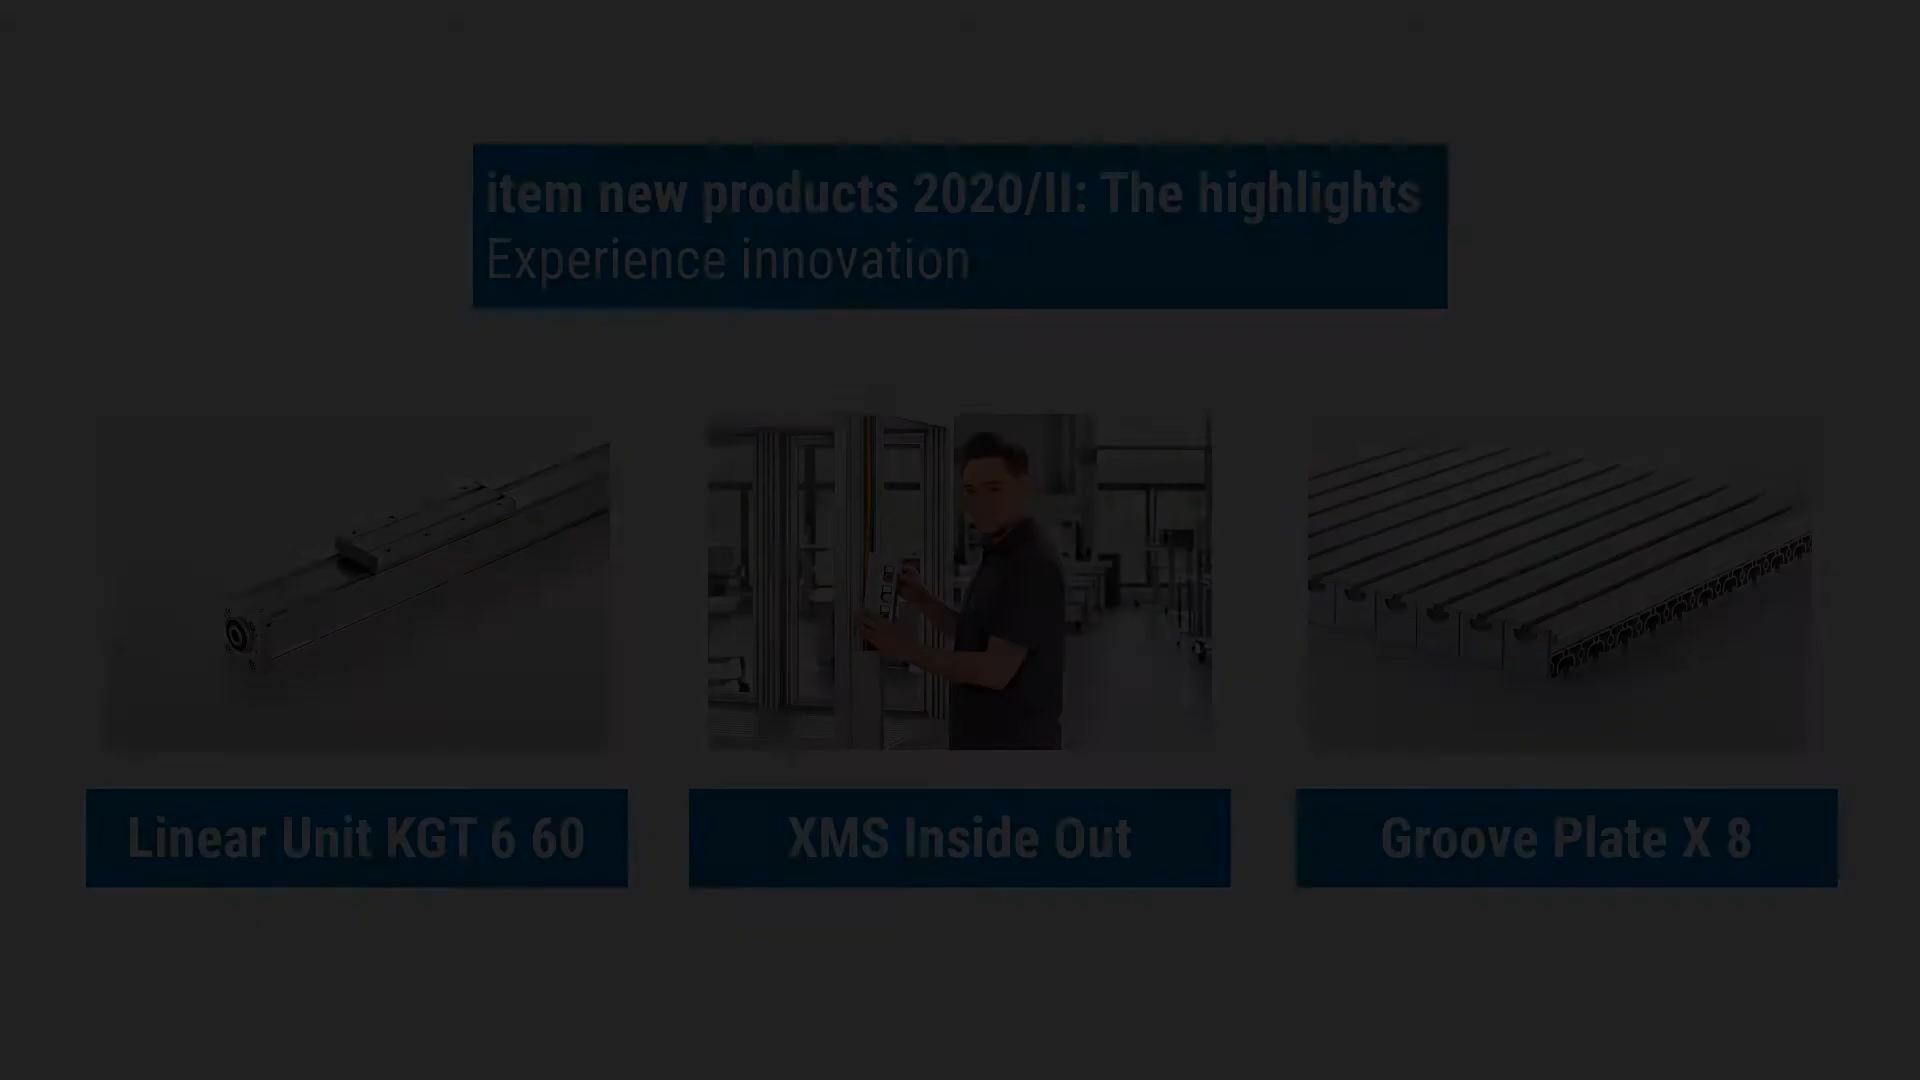 item new products 2020/II: The highlights
Experience innovation
Linear Unit KGT 6 60
XMS Inside Out
Groove Plate X 8